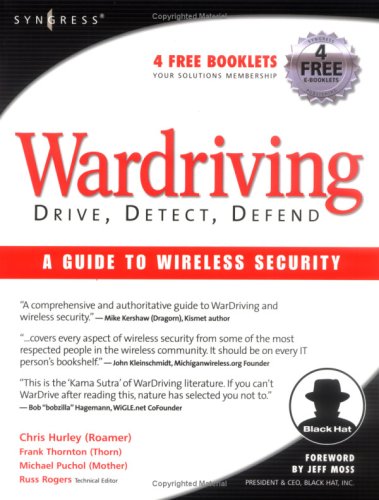 SYNGRESS®
4 FREE BOOKLETS
YOUR SOLUTIONS MEMBERSHIP
SYNGRESS
4
FREE
E-BOOKLETS
Wardriving
DRIVE, DETECT, DEFEND
A GUIDE TO WIRELESS SECURITY
"A comprehensive and authoritative guide to WarDriving and
wireless security." — Mike Kershaw (Dragorn), Kismet author
"...covers every aspect of wireless security from some of the most
respected people in the wireless community. It should be on every IT
person's bookshelf." — John Kleinschmidt, Michiganwireless.org Founder
"This is the 'Kama Sutra' of WarDriving literature. If you can't
WarDrive after reading this, nature has selected you not to."
— Bob "bobzilla" Hagemann, WiGLE.net CoFounder
Chris Hurley (Roamer)
Frank Thornton (Thorn)
Michael Puchol (Mother)
Russ Rogers Technical Editor
Black Hat
FOREWORD
BY JEFF MOSS
PRESIDENT & CEO, BLACK HAT, INC.